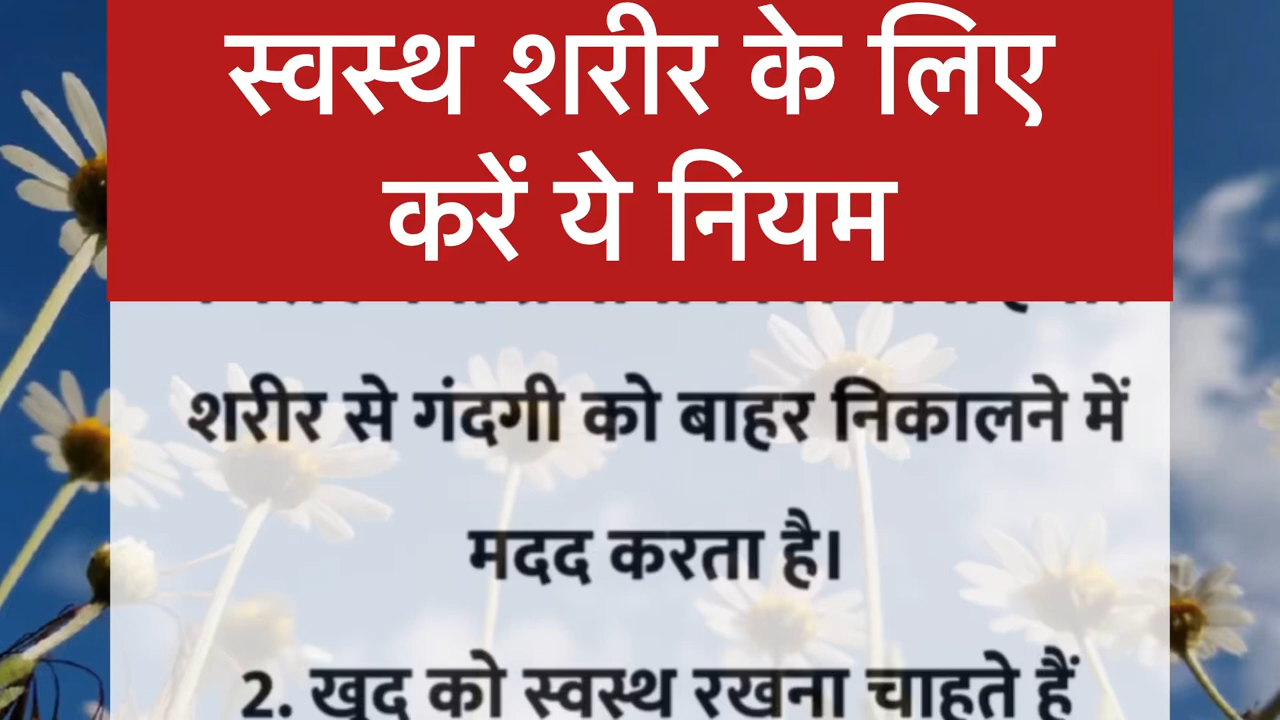 स्वस्थ शरीर के लिए
करें ये नियम
शरीर से गंदगी को बाहर निकालने में
मदद करता है।
2. खुद को स्वस्थ रखना चाहते हैं